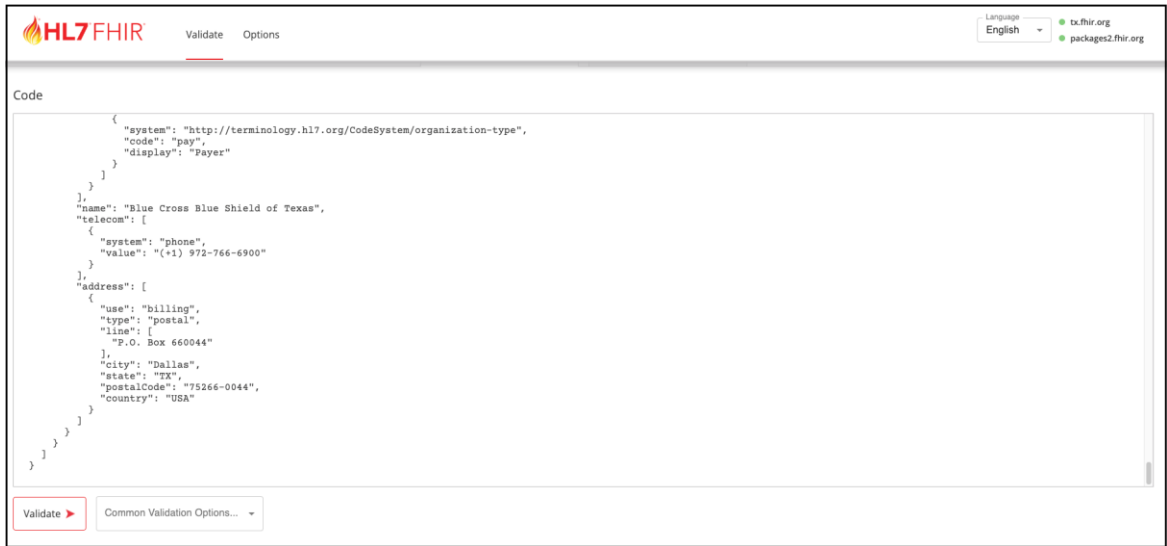 HL7 FHIR
Validate Options
Language
English
tx.fhir.org
packages2.fhir.org
Code
{
"system": "http://terminology.hl7.org/CodeSystem/organization-type",
"code": "pay",
"display": "Payer"
}
]
}
],
"name": "Blue Cross Blue Shield of Texas",
"telecom": [
{
"system": "phone",
"value": "(+1) 972-766-6900"
}
],
"address": [
{
"use": "billing",
"type": "postal",
"line": [
"P.O. Box 660044"
],
"city": "Dallas",
"state": "TX",
"postalCode": "75266-0044",
"country": "USA"
}
]
}
}
]
}
Validate
Common Validation Options...